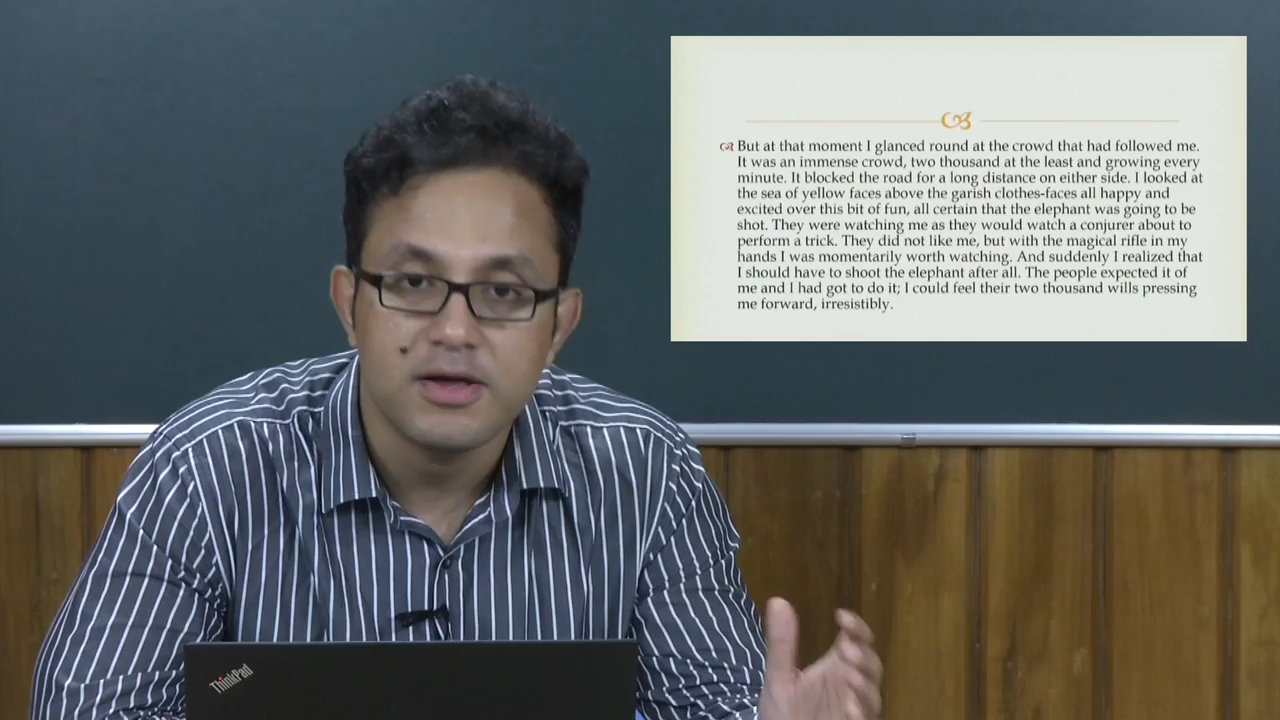 But at that moment I glanced round at the crowd that had followed me.
It was an immense crowd, two thousand at the least and growing every
minute. It blocked the road for a long distance on either side. I looked at
the sea of yellow faces above the garish clothes-faces all happy and
excited over this bit of fun, all certain that the elephant was going to be
shot. They were watching me as they would watch a conjurer about to
perform a trick. They did not like me, but with the magical rifle in my
hands I was momentarily worth watching. And suddenly I realized that
I should have to shoot the elephant after all. The people expected it of
me and I had got to do it; I could feel their two thousand wills pressing
me forward, irresistibly.
ThinkPad